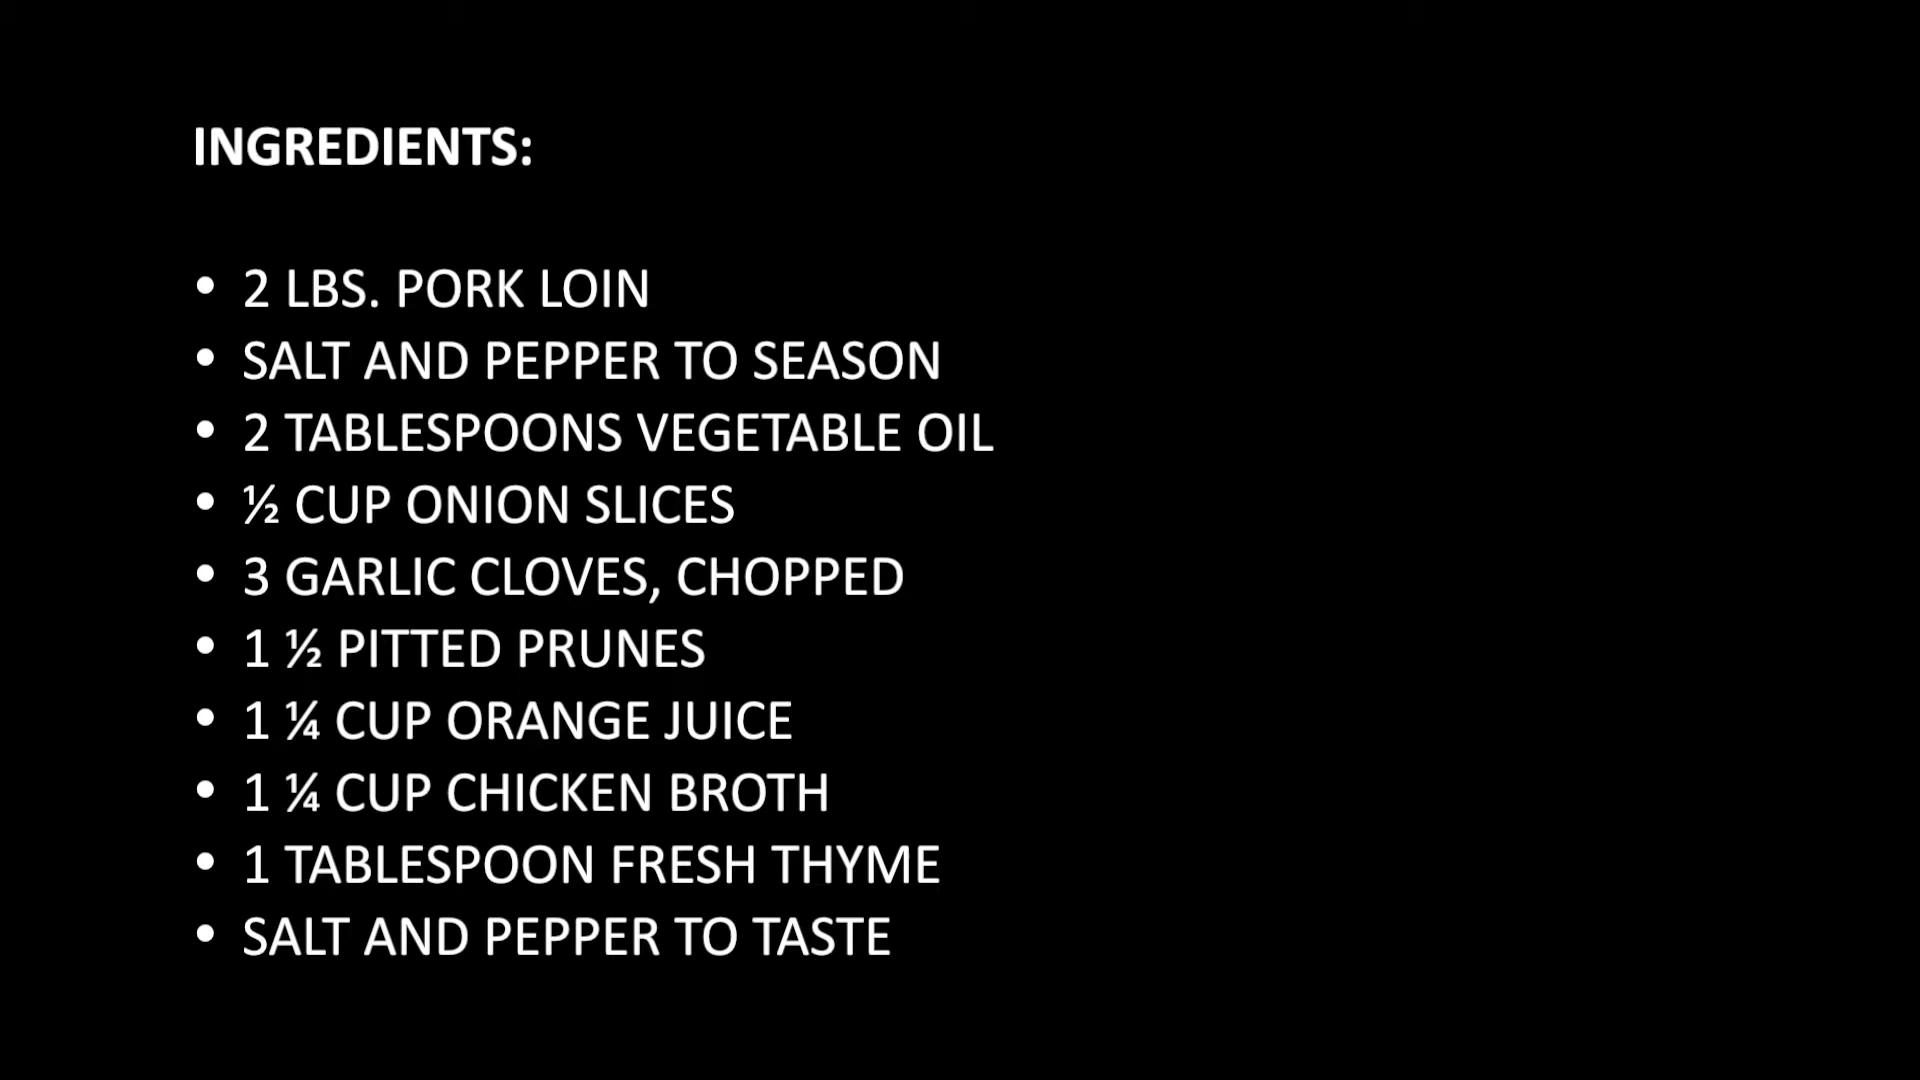 INGREDIENTS:
• 2 LBS. PORK LOIN
• SALT AND PEPPER TO SEASON
• 2 TABLESPOONS VEGETABLE OIL
• ½ CUP ONION SLICES
• 3 GARLIC CLOVES, CHOPPED
• 1 ½ PITTED PRUNES
• 1 ¼ CUP ORANGE JUICE
• 1 ¼ CUP CHICKEN BROTH
• 1 TABLESPOON FRESH THYME
• SALT AND PEPPER TO TASTE